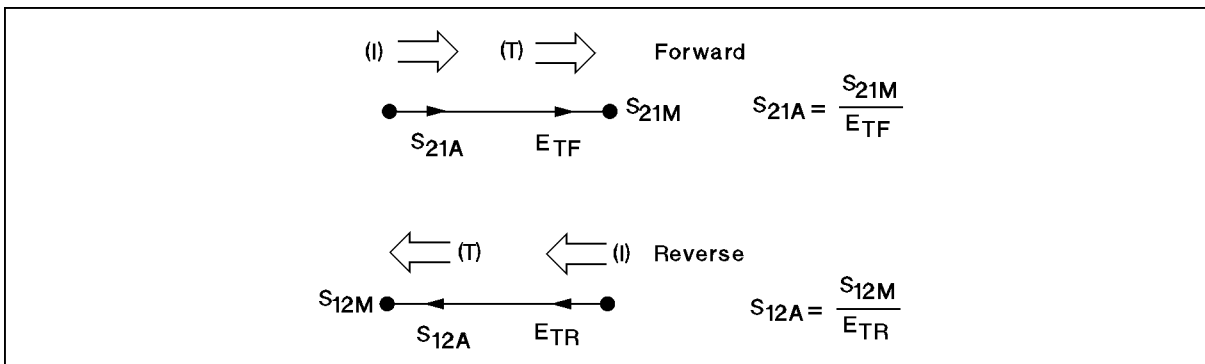 (I) (T) Forward
S21M
S21A ETF
S21A = S21M / ETF
(T) (I) Reverse
S12M
S12A ETR
S12A = S12M / ETR